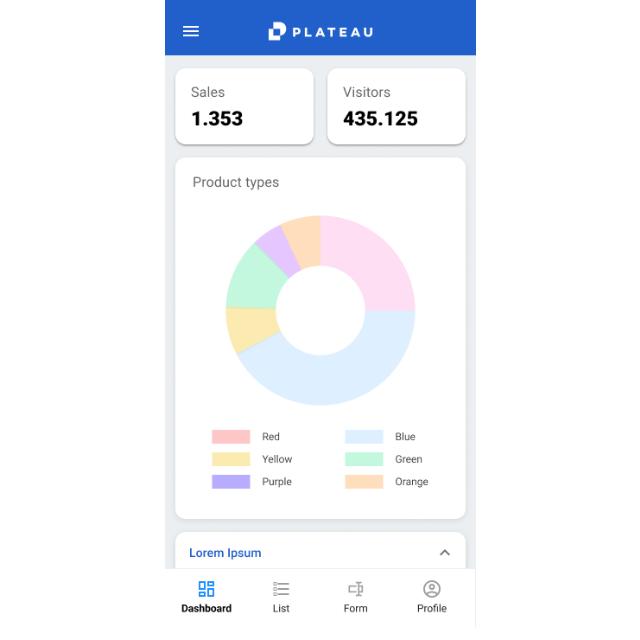 PLATEAU
Sales
1.353
Visitors
435.125
Product types
Red
Blue
Yellow
Green
Purple
Orange
Lorem Ipsum
Dashboard
List
Form
Profile